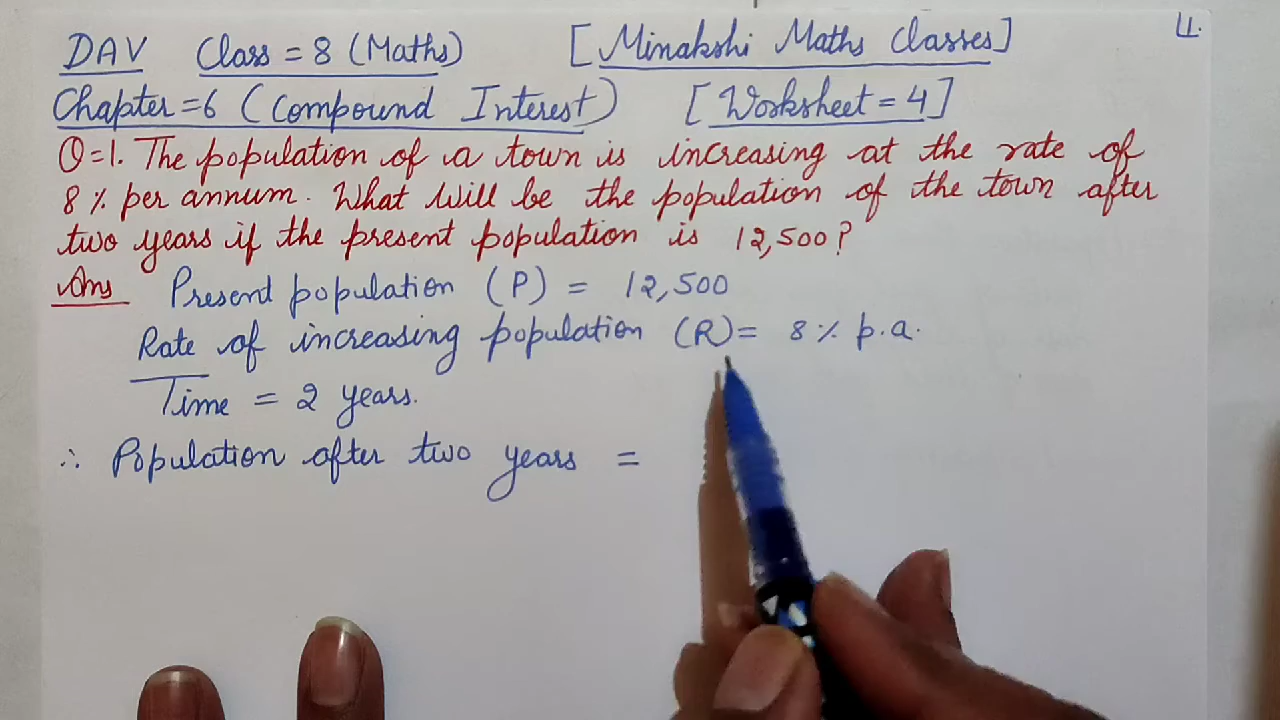 DAV Class = 8 (Maths) [Minakshi Maths Classes] 4.
Chapter = 6 (Compound Interest) [Worksheet = 4]
Q=1. The population of a town is increasing at the rate of
8 % per annum. What will be the population of the town after
two years if the present population is 12,500?
Ans Present population (P) = 12,500
Rate of increasing population (R) = 8 % p.a.
Time = 2 years.
∴ Population after two years =